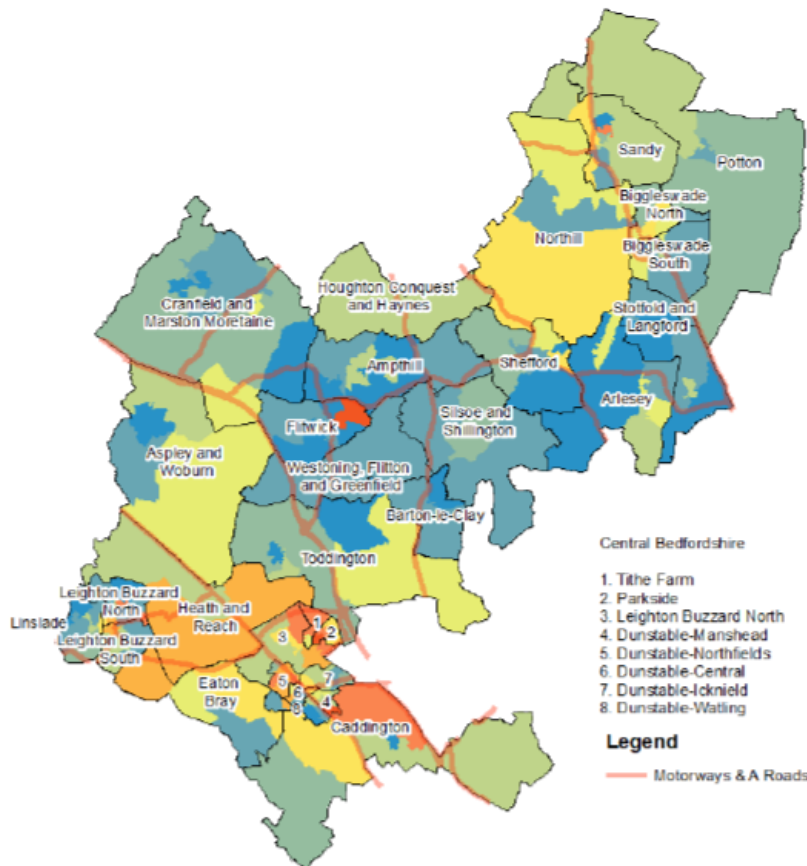 Sandy
Potton
Biggleswade
North
Northill
Biggleswade
South
Houghton Conquest
and Haynes
Cranfield and
Marston Moretaine
Stotfold and
Langford
Ampthill
Shefford
Arlesey
Flitwick
Silsoe and
Shillington
Aspley and
Woburn
Westoning, Flitton
and Greenfield
Barton-le-Clay
Toddington
Leighton Buzzard
North
Heath and
Reach
Linslade
Leighton Buzzard
South
1
2
3
7
5
6
4
8
Eaton
Bray
Caddington
Central Bedfordshire
1. Tithe Farm
2. Parkside
3. Leighton Buzzard North
4. Dunstable-Manshead
5. Dunstable-Northfields
6. Dunstable-Central
7. Dunstable-Icknield
8. Dunstable-Watling
Legend
Motorways & A Roads